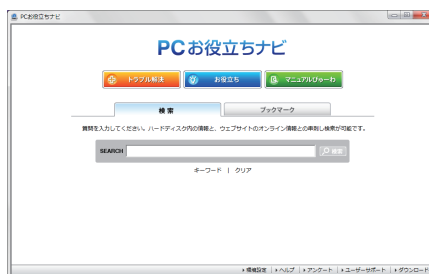 PCお役立ちナビ
PCお役立ちナビ
トラブル解決 お役立ち マニュアルびゅーわ
検索 ブックマーク
質問を入力してください。ハードディスク内の情報と、ウェブサイトのオンライン情報との串刺し検索が可能です。
SEARCH 検索
キーワード | クリア
環境設定 | ヘルプ | アンケート | ユーザーサポート | ダウンロード